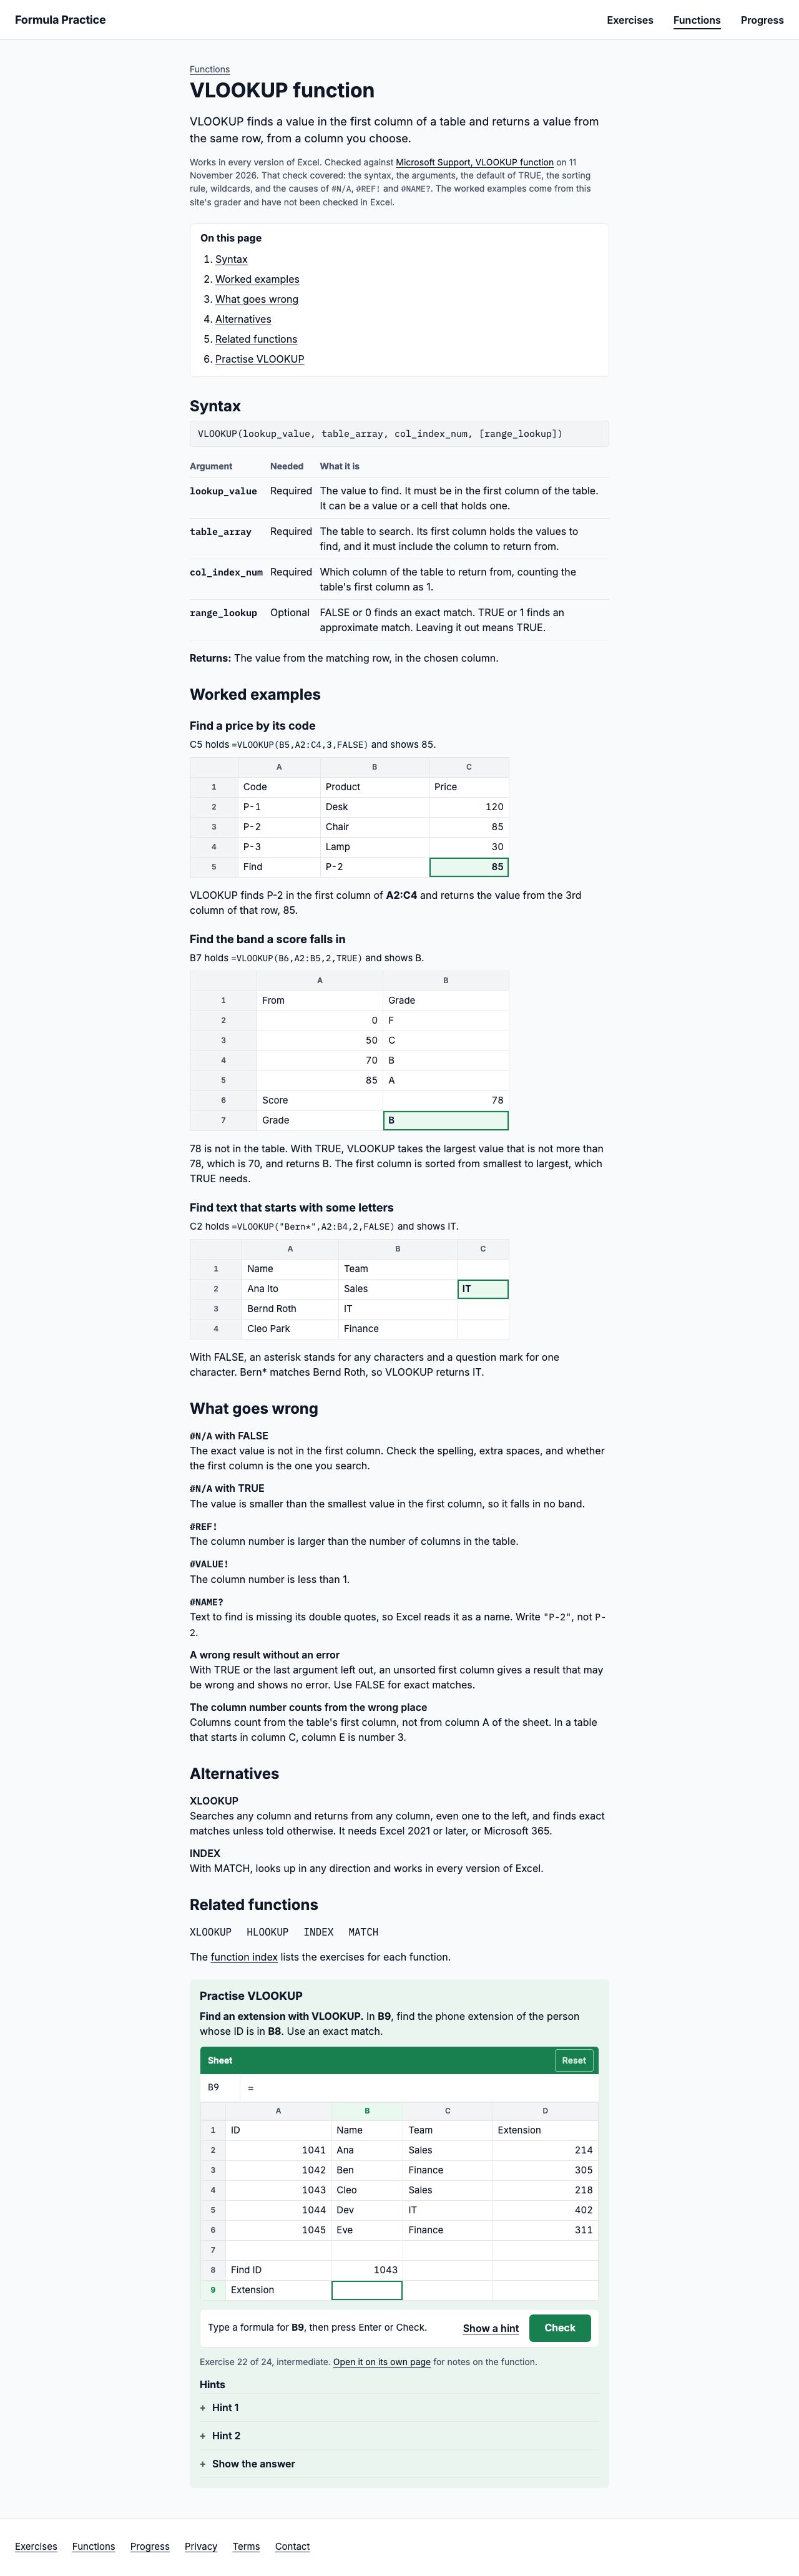 Formula Practice
Exercises Functions Progress
Functions
VLOOKUP function
VLOOKUP finds a value in the first column of a table and returns a value from
the same row, from a column you choose.
Works in every version of Excel. Checked against Microsoft Support, VLOOKUP function on 11
November 2026. That check covered: the syntax, the arguments, the default of TRUE, the sorting
rule, wildcards, and the causes of #N/A, #REF! and #NAME?. The worked examples come from this
site's grader and have not been checked in Excel.
On this page
1. Syntax
2. Worked examples
3. What goes wrong
4. Alternatives
5. Related functions
6. Practise VLOOKUP
Syntax
VLOOKUP(lookup_value, table_array, col_index_num, [range_lookup])
Argument Needed What it is
lookup_value Required The value to find. It must be in the first column of the table.
It can be a value or a cell that holds one.
table_array Required The table to search. Its first column holds the values to
find, and it must include the column to return from.
col_index_num Required Which column of the table to return from, counting the
table's first column as 1.
range_lookup Optional FALSE or 0 finds an exact match. TRUE or 1 finds an
approximate match. Leaving it out means TRUE.
Returns: The value from the matching row, in the chosen column.
Worked examples
Find a price by its code
C5 holds =VLOOKUP(B5,A2:C4,3,FALSE) and shows 85.
A B C
1 Code Product Price
2 P-1 Desk 120
3 P-2 Chair 85
4 P-3 Lamp 30
5 Find P-2 85
VLOOKUP finds P-2 in the first column of A2:C4 and returns the value from the 3rd
column of that row, 85.
Find the band a score falls in
B7 holds =VLOOKUP(B6,A2:B5,2,TRUE) and shows B.
A B
1 From Grade
2 0 F
3 50 C
4 70 B
5 85 A
6 Score 78
7 Grade B
78 is not in the table. With TRUE, VLOOKUP takes the largest value that is not more than
78, which is 70, and returns B. The first column is sorted from smallest to largest, which
TRUE needs.
Find text that starts with some letters
C2 holds =VLOOKUP("Bern*",A2:B4,2,FALSE) and shows IT.
A B C
1 Name Team
2 Ana Ito Sales IT
3 Bernd Roth IT
4 Cleo Park Finance
With FALSE, an asterisk stands for any characters and a question mark for one
character. Bern* matches Bernd Roth, so VLOOKUP returns IT.
What goes wrong
#N/A with FALSE
The exact value is not in the first column. Check the spelling, extra spaces, and whether
the first column is the one you search.
#N/A with TRUE
The value is smaller than the smallest value in the first column, so it falls in no band.
#REF!
The column number is larger than the number of columns in the table.
#VALUE!
The column number is less than 1.
#NAME?
Text to find is missing its double quotes, so Excel reads it as a name. Write "P-2", not P-
2.
A wrong result without an error
With TRUE or the last argument left out, an unsorted first column gives a result that may
be wrong and shows no error. Use FALSE for exact matches.
The column number counts from the wrong place
Columns count from the table's first column, not from column A of the sheet. In a table
that starts in column C, column E is number 3.
Alternatives
XLOOKUP
Searches any column and returns from any column, even one to the left, and finds exact
matches unless told otherwise. It needs Excel 2021 or later, or Microsoft 365.
INDEX
With MATCH, looks up in any direction and works in every version of Excel.
Related functions
XLOOKUP HLOOKUP INDEX MATCH
The function index lists the exercises for each function.
Practise VLOOKUP
Find an extension with VLOOKUP. In B9, find the phone extension of the person
whose ID is in B8. Use an exact match.
Sheet Reset
B9 =
A B C D
1 ID Name Team Extension
2 1041 Ana Sales 214
3 1042 Ben Finance 305
4 1043 Cleo Sales 218
5 1044 Dev IT 402
6 1045 Eve Finance 311
7
8 Find ID 1043
9 Extension
Type a formula for B9, then press Enter or Check. Show a hint Check
Exercise 22 of 24, intermediate. Open it on its own page for notes on the function.
Hints
+ Hint 1
+ Hint 2
+ Show the answer
Exercises Functions Progress Privacy Terms Contact